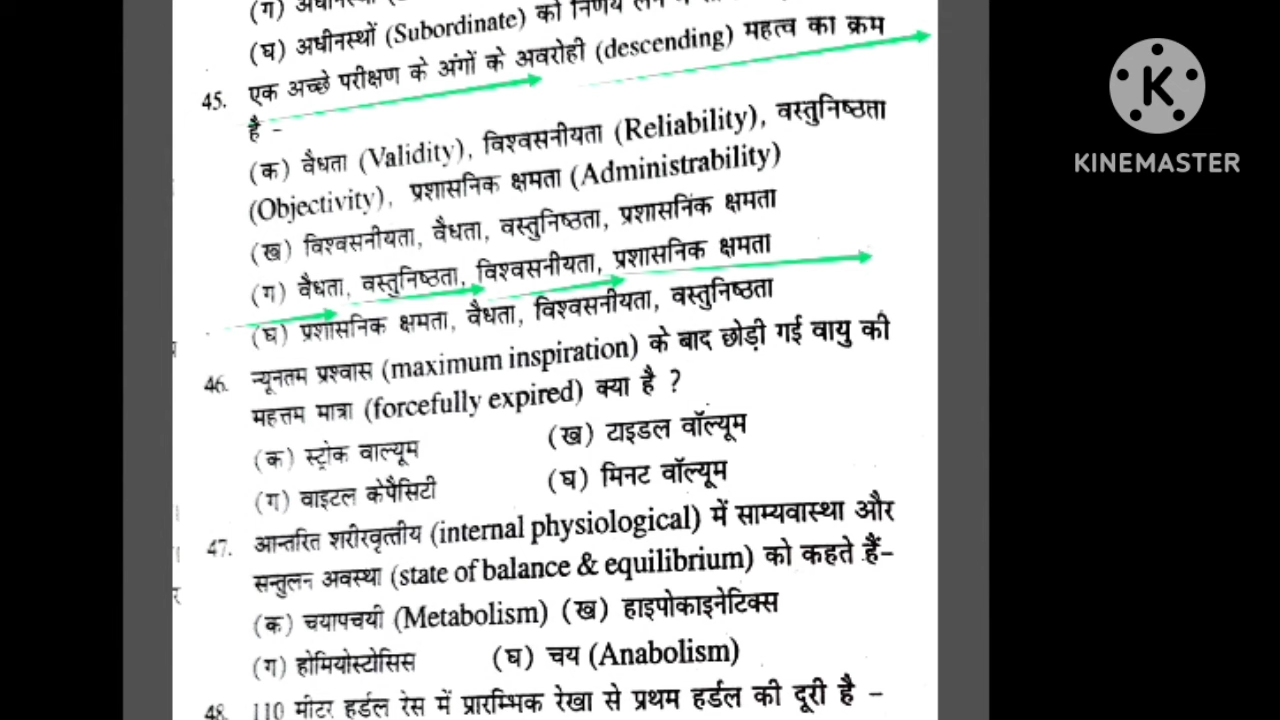 (ग)
(घ) अधीनस्थों (Subordinate) को निर्णय लेने
45. एक अच्छे परीक्षण के अंगों के अवरोही (descending) महत्व का क्रम
है -
(क) वैधता (Validity), विश्वसनीयता (Reliability), वस्तुनिष्ठता
(Objectivity), प्रशासनिक क्षमता (Administrability)
(ख) विश्वसनीयता, वैधता, वस्तुनिष्ठता, प्रशासनिक क्षमता
(ग) वैधता, वस्तुनिष्ठता, विश्वसनीयता, प्रशासनिक क्षमता
(घ) प्रशासनिक क्षमता, वैधता, विश्वसनीयता, वस्तुनिष्ठता
46. न्यूनतम प्रश्वास (maximum inspiration) के बाद छोड़ी गई वायु की
महत्तम मात्रा (forcefully expired) क्या है ?
(क) स्ट्रोक वाल्यूम (ख) टाइडल वॉल्यूम
(ग) वाइटल केपैसिटी (घ) मिनट वॉल्यूम
47. आन्तरित शरीरवृत्तीय (internal physiological) में साम्यवास्था और
सन्तुलन अवस्था (state of balance & equilibrium) को कहते हैं-
(क) चयापचयी (Metabolism) (ख) हाइपोकाइनेटिक्स
(ग) होमियोस्टोसिस (घ) चय (Anabolism)
48. 110 मीटर हर्डल रेस में प्रारम्भिक रेखा से प्रथम हर्डल की दूरी है -
K
KINEMASTER